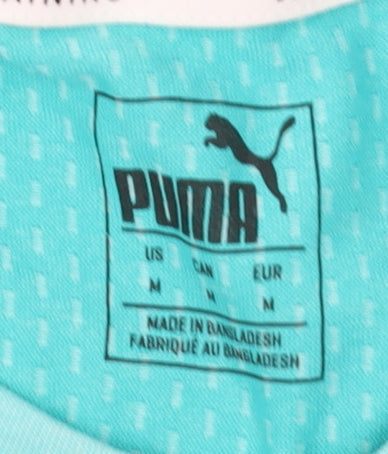 PUMA
US CAN EUR
M M M
MADE IN BANGLADESH
FABRIQUÉ AU BANGLADESH